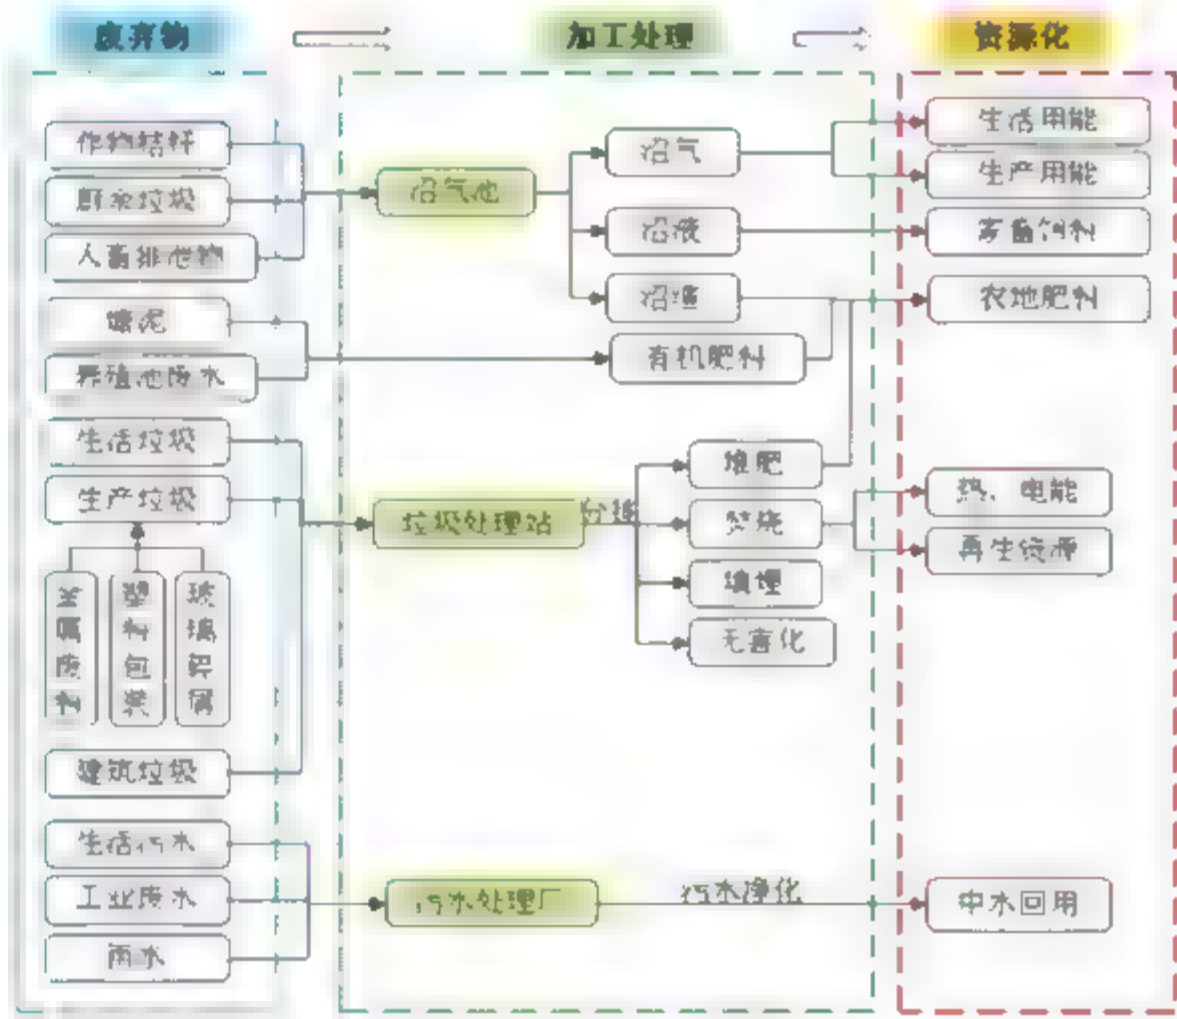 废弃物
加工处理
资源化
作物秸秆
厨余垃圾
人畜排泄物
塘泥
养殖池废水
生活垃圾
生产垃圾
金属废料
塑料包装
玻璃碎屑
建筑垃圾
生活污水
工业废水
雨水
沼气池
沼气
沼液
沼渣
有机肥料
垃圾处理站
分拣
堆肥
焚烧
填埋
无害化
污水处理厂
污水净化
生活用能
生产用能
家畜饲料
农地肥料
热、电能
再生资源
中水回用